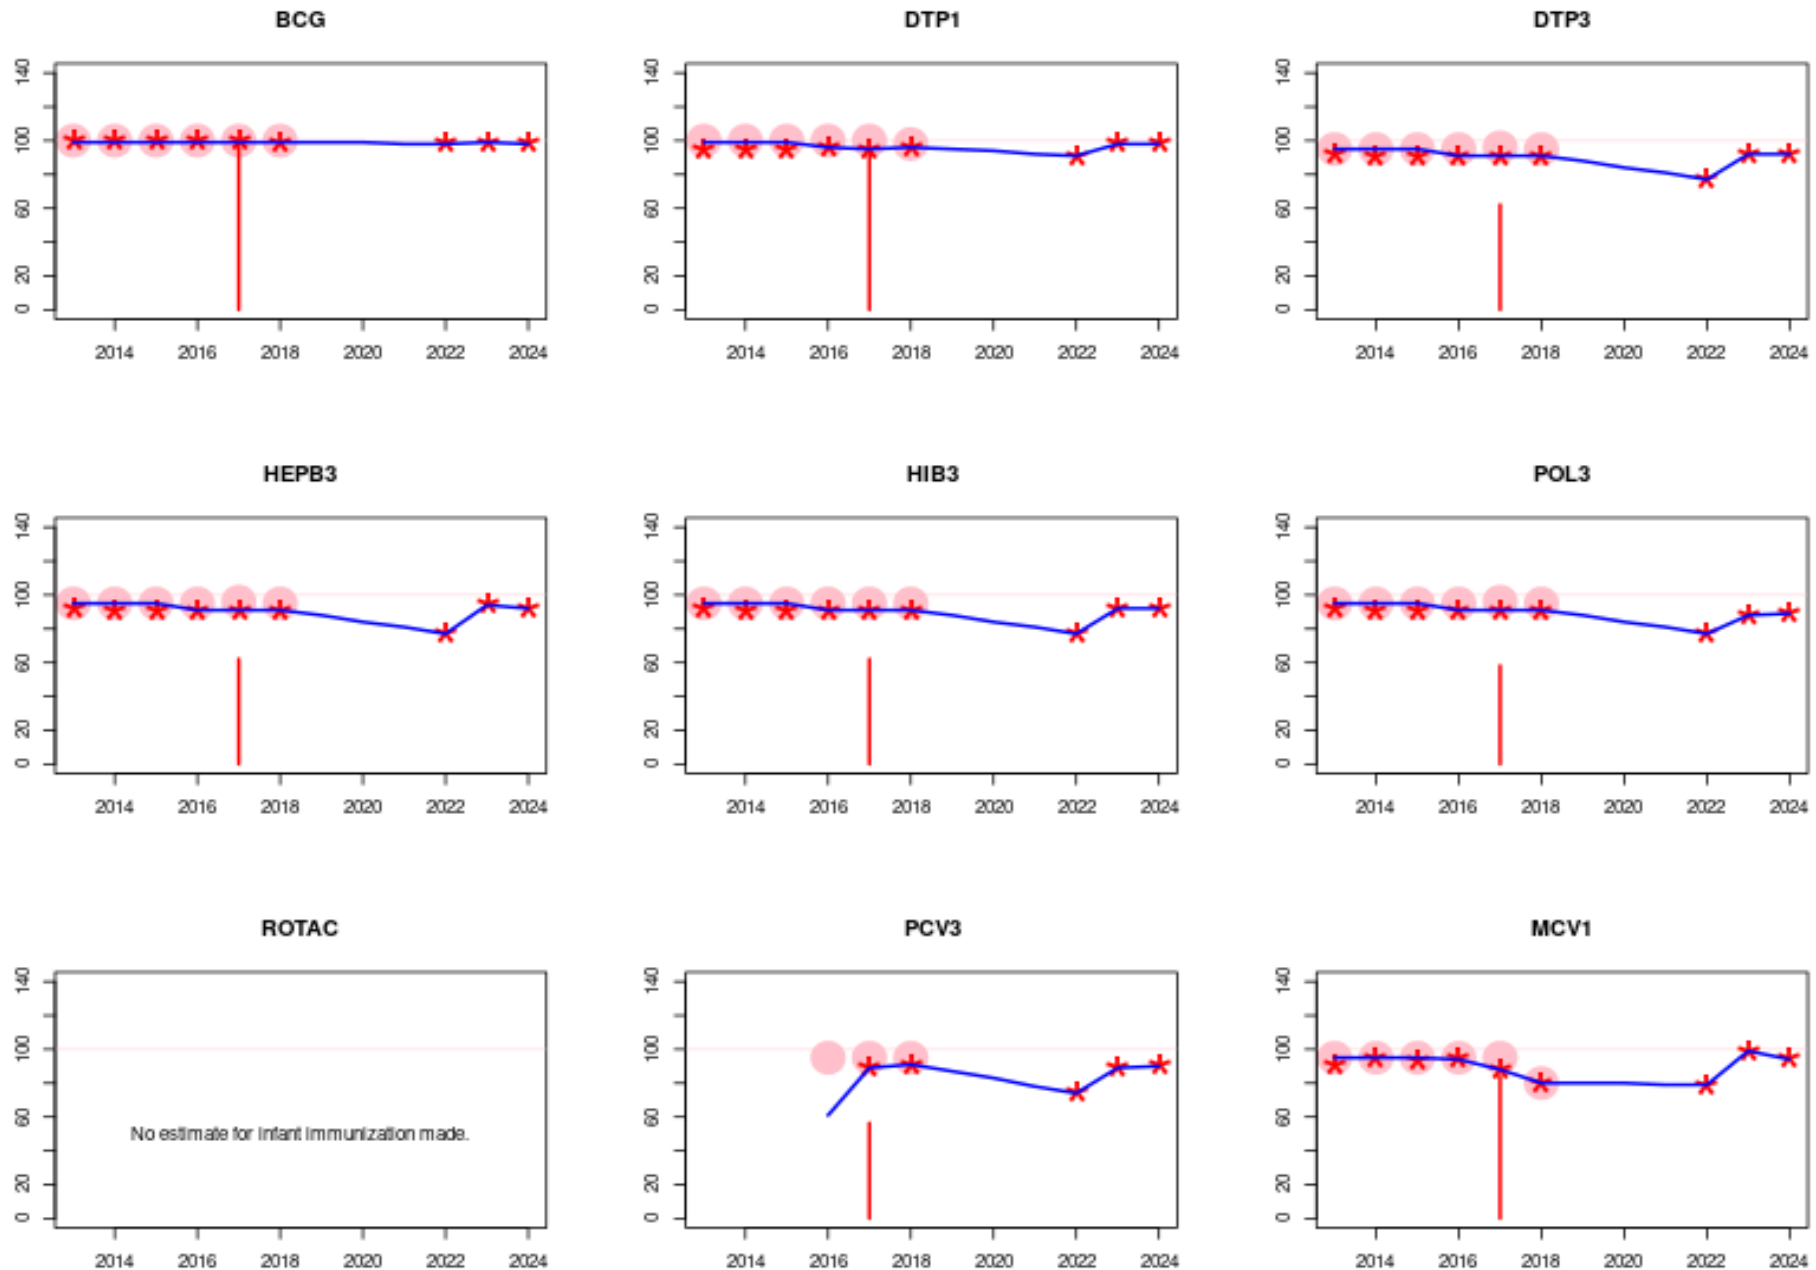 BCG
DTP1
DTP3
0 20 60 100 140
0 20 60 100 140
0 20 60 100 140
2014 2016 2018 2020 2022 2024
2014 2016 2018 2020 2022 2024
2014 2016 2018 2020 2022 2024
HEPB3
HIB3
POL3
0 20 60 100 140
0 20 60 100 140
0 20 60 100 140
2014 2016 2018 2020 2022 2024
2014 2016 2018 2020 2022 2024
2014 2016 2018 2020 2022 2024
ROTAC
PCV3
MCV1
0 20 60 100 140
No estimate for infant immunization made.
0 20 60 100 140
0 20 60 100 140
2014 2016 2018 2020 2022 2024
2014 2016 2018 2020 2022 2024
2014 2016 2018 2020 2022 2024